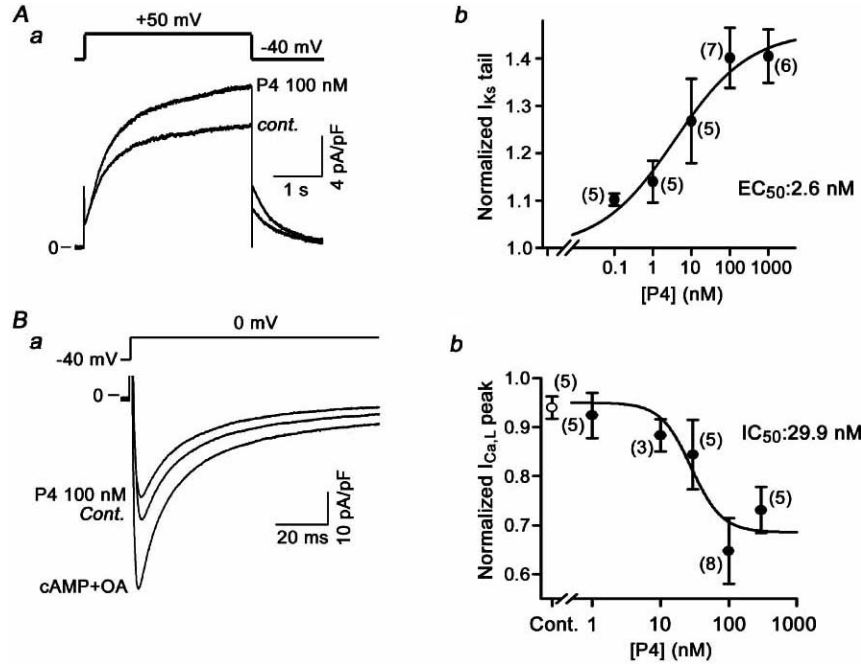 A
a
+50 mV
-40 mV
P4 100 nM
cont.
4 pA/pF
1 s
0
b
Normalized IKs tail
1.4
1.3
1.2
1.1
1.0
(5)
(5)
(5)
(7)
(6)
EC50:2.6 nM
0.1 1 10 100 1000
[P4] (nM)
B
a
0 mV
-40 mV
0
P4 100 nM
Cont.
cAMP+OA
20 ms
10 pA/pF
b
Normalized ICa,L peak
1.0
0.9
0.8
0.7
0.6
(5)
(5)
(3)
(5)
(8)
(5)
IC50:29.9 nM
Cont. 1 10 100 1000
[P4] (nM)